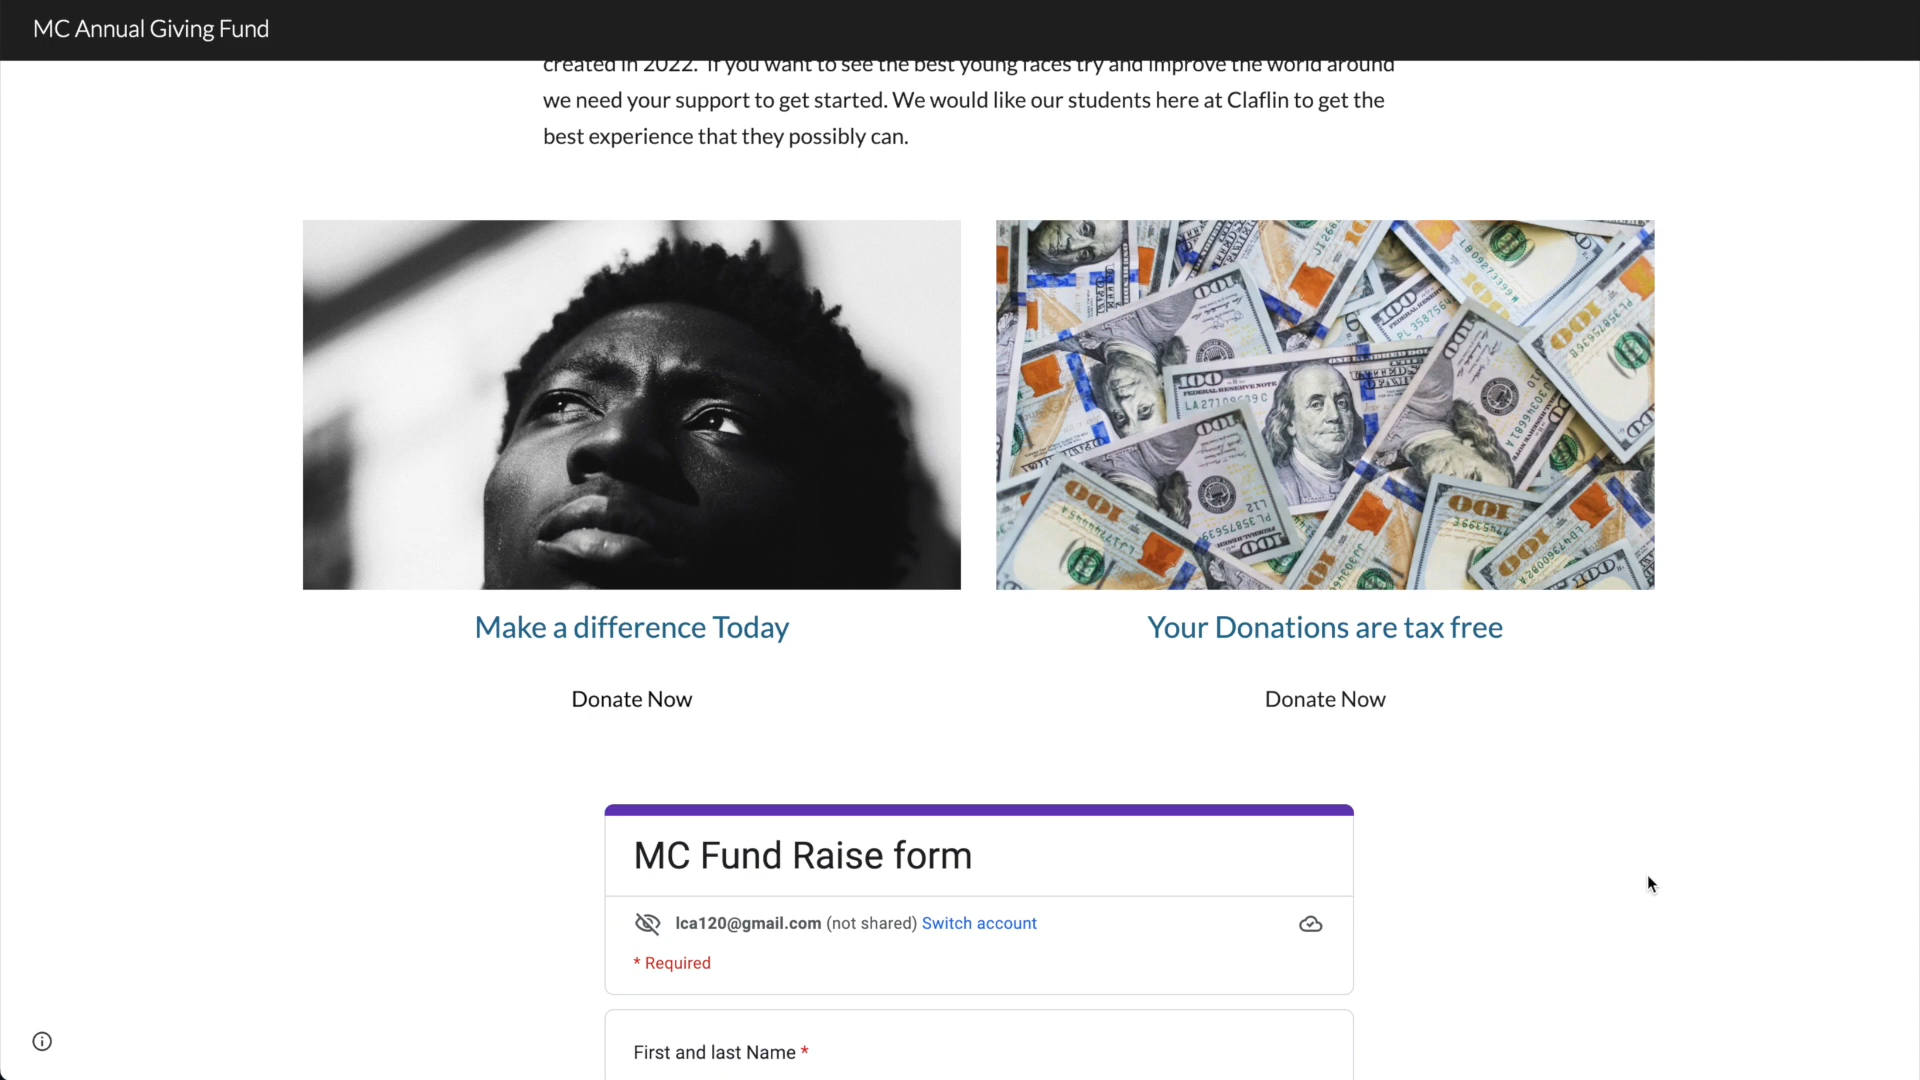 MC Annual Giving Fund
created in 2022. If you want to see the best young faces try and improve the world around
we need your support to get started. We would like our students here at Claflin to get the
best experience that they possibly can.
Make a difference Today
Your Donations are tax free
Donate Now
Donate Now
MC Fund Raise form
lca120@gmail.com (not shared) Switch account
* Required
First and last Name *